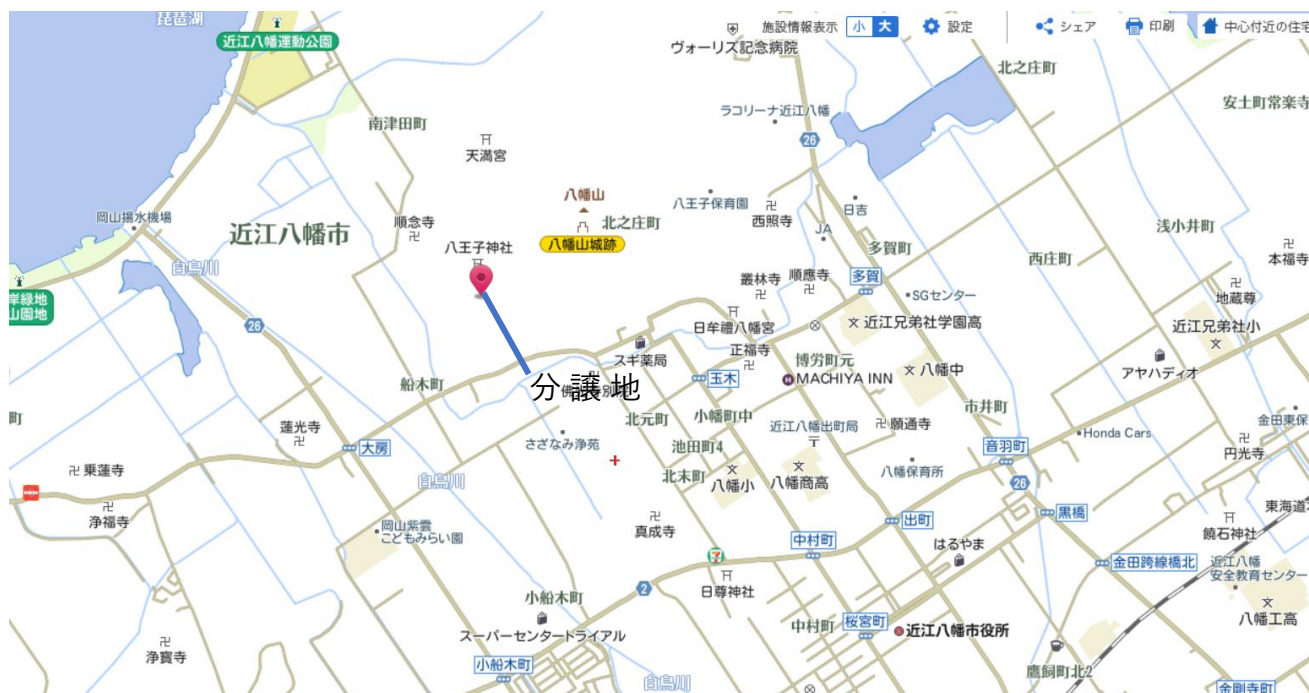 琵琶湖
近江八幡運動公園
施設情報表示 小 大 設定 シェア 印刷 中心付近の住宅
ヴォーリズ記念病院
北之庄町
安土町常楽寺
ラコリーナ近江八幡
南津田町
26
天満宮
八幡山
八王子保育園
西照寺
日吉
岡山揚水機場
近江八幡市
順念寺
北之庄町
JA
浅小井町
八王子神社
八幡山城跡
多賀町
西庄町
本福寺
白鳥川
叢林寺
順應寺
多賀
SGセンター
地蔵尊
岸緑地
山園地
26
日牟禮八幡宮
近江兄弟社学園高
近江兄弟社小
スギ薬局
正福寺
博労町元
八幡中
アヤハディオ
船木町
玉木
MACHIYA INN
分譲地
市井町
町
蓮光寺
北元町
小幡町中
近江八幡出町局
願通寺
Honda Cars
金田東保
大房
さざなみ浄苑
池田町4
音羽町
円光寺
乗蓮寺
白鳥川
北末町
八幡小
八幡商高
八幡保育所
26
浄福寺
岡山紫雲
こどもみらい園
真成寺
出町
黒橋
東海道
饒石神社
中村町
はるやま
金田跨線橋北
近江八幡
安全教育センター
小船木町
2
日尊神社
八幡工高
スーパーセンタートライアル
中村町
桜宮町
近江八幡市役所
浄寶寺
小船木町
白鳥川
鷹飼町北2
金剛寺町